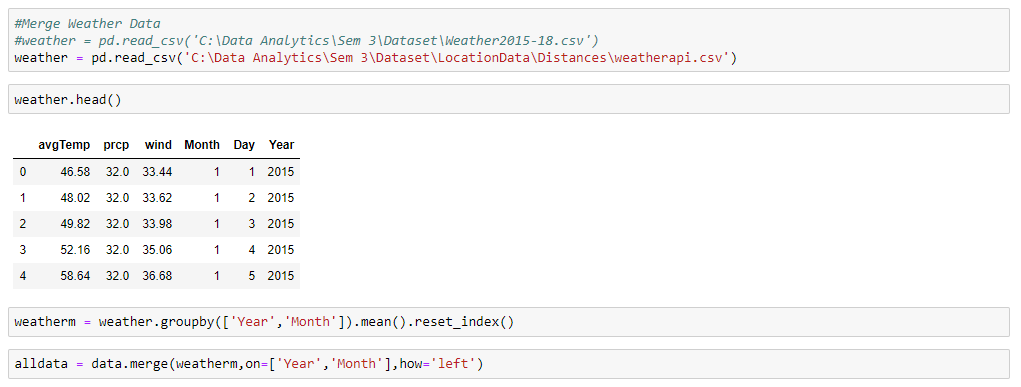 #Merge Weather Data
#weather = pd.read_csv('C:\Data Analytics\Sem 3\Dataset\Weather2015-18.csv')
weather = pd.read_csv('C:\Data Analytics\Sem 3\Dataset\LocationData\Distances\weatherapi.csv')
weather.head()
avgTemp prcp wind Month Day Year
0 46.58 32.0 33.44 1 1 2015
1 48.02 32.0 33.62 1 2 2015
2 49.82 32.0 33.98 1 3 2015
3 52.16 32.0 35.06 1 4 2015
4 58.64 32.0 36.68 1 5 2015
weatherm = weather.groupby(['Year','Month']).mean().reset_index()
alldata = data.merge(weatherm,on=['Year','Month'],how='left')